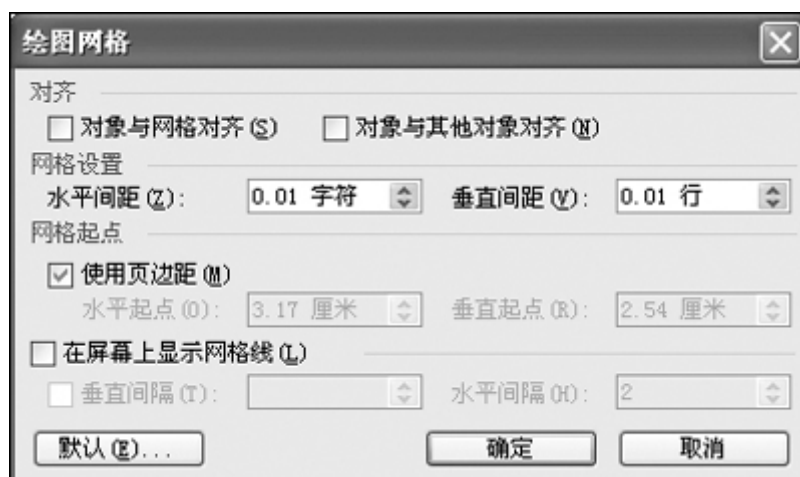 绘图网格
对齐
对象与网格对齐(S) 对象与其他对象对齐(N)
网格设置
水平间距(Z): 0.01 字符 垂直间距(V): 0.01 行
网格起点
使用页边距(M)
水平起点(O): 3.17 厘米 垂直起点(R): 2.54 厘米
在屏幕上显示网格线(L)
垂直间隔(T): 水平间隔(H): 2
默认(E)... 确定 取消